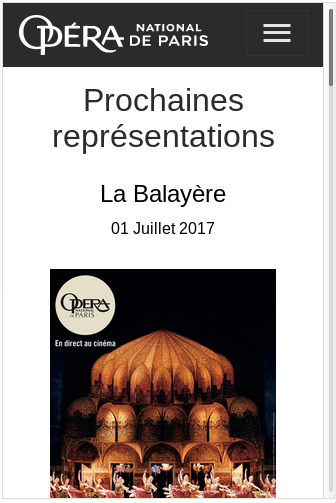 OPÉRA NATIONAL
DE PARIS
Prochaines
représentations
La Balayère
01 Juillet 2017
OPÉRA
NATIONAL
DE PARIS
En direct au cinéma